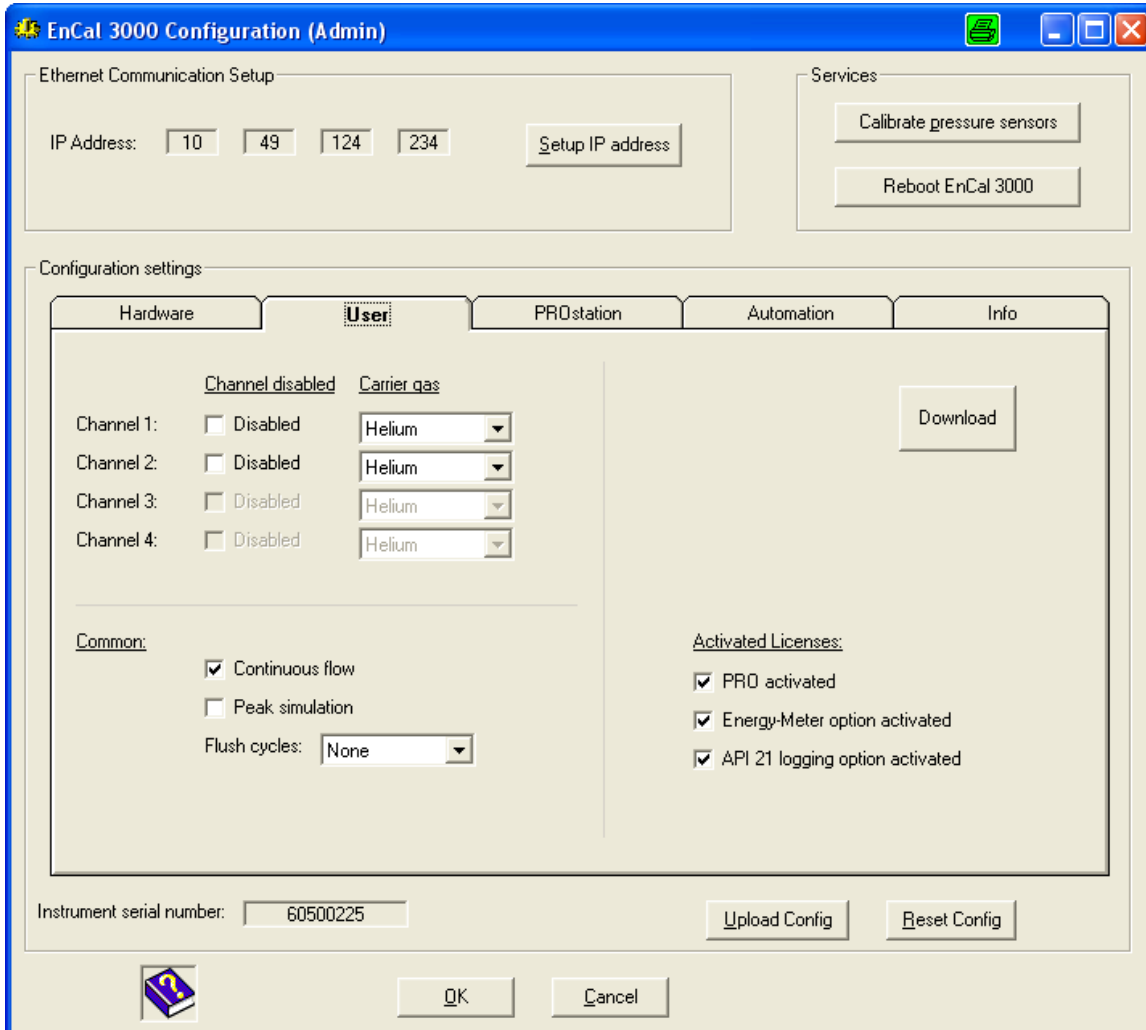 EnCal 3000 Configuration (Admin)
Ethernet Communication Setup
IP Address: 10 49 124 234
Setup IP address
Services
Calibrate pressure sensors
Reboot EnCal 3000
Configuration settings
Hardware User PROstation Automation Info
Channel disabled Carrier gas
Channel 1: Disabled Helium
Channel 2: Disabled Helium
Channel 3: Disabled Helium
Channel 4: Disabled Helium
Download
Common:
Continuous flow
Peak simulation
Flush cycles: None
Activated Licenses:
PRO activated
Energy-Meter option activated
API 21 logging option activated
Instrument serial number: 60500225
Upload Config Reset Config
?
OK Cancel